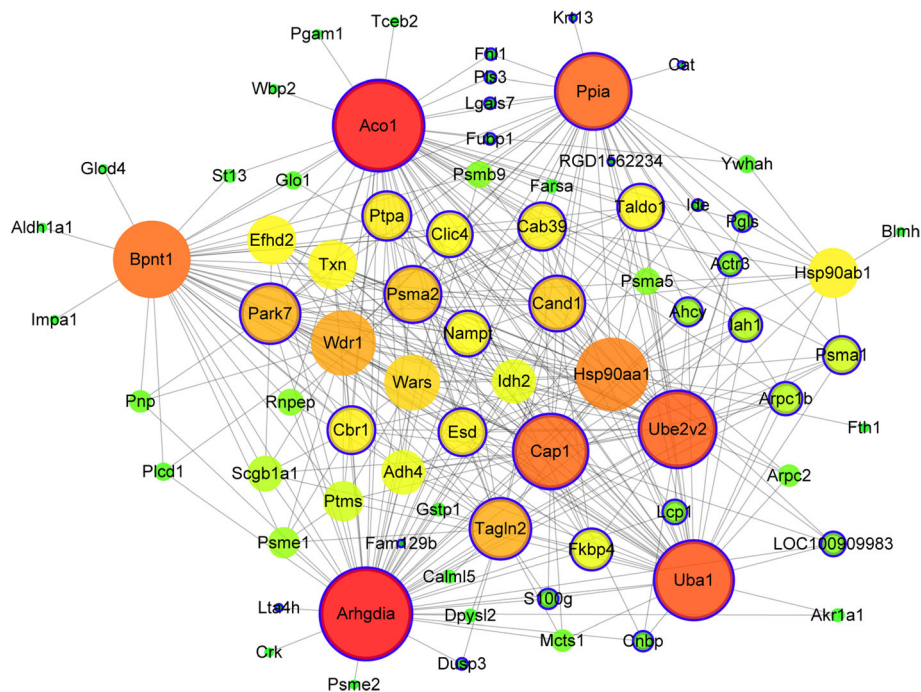 Krt13
Tceb2
Pgam1
Fhl1
Cat
Pls3
Wbp2
Ppia
Lgals7
Aco1
Fubp1
RGD1562234
Ywhah
Glod4
St13
Glo1
Psmb9
Farsa
Ide
Taldo1
Ptpa
Pgls
Aldh1a1
Cab39
Blmh
Clic4
Efhd2
Bpnt1
Txn
Actr3
Hsp90ab1
Psma5
Psma2
Cand1
Park7
Ahcy
Impa1
Iah1
Nampt
Wdr1
Psma1
Hsp90aa1
Wars
Idh2
Pnp
Rnpep
Arpc1b
Fth1
Cbr1
Esd
Ube2v2
Cap1
Plcd1
Scgb1a1
Adh4
Arpc2
Ptms
Gstp1
Lcp1
Tagln2
Psme1
Fam129b
Fkbp4
LOC100909983
Calml5
Uba1
S100g
Lta4h
Arhgdia
Dpysl2
Akr1a1
Mcts1
Cnbp
Crk
Dusp3
Psme2